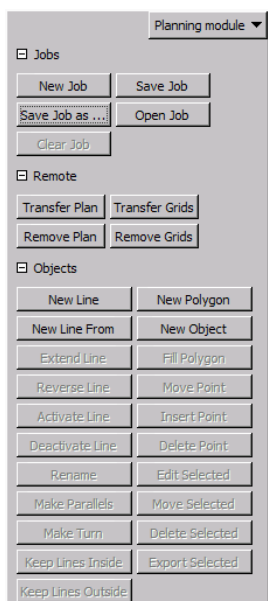 Planning module
Jobs
New Job Save Job
Save Job as ... Open Job
Clear Job
Remote
Transfer Plan Transfer Grids
Remove Plan Remove Grids
Objects
New Line New Polygon
New Line From New Object
Extend Line Fill Polygon
Reverse Line Move Point
Activate Line Insert Point
Deactivate Line Delete Point
Rename Edit Selected
Make Parallels Move Selected
Make Turn Delete Selected
Keep Lines Inside Export Selected
Keep Lines Outside